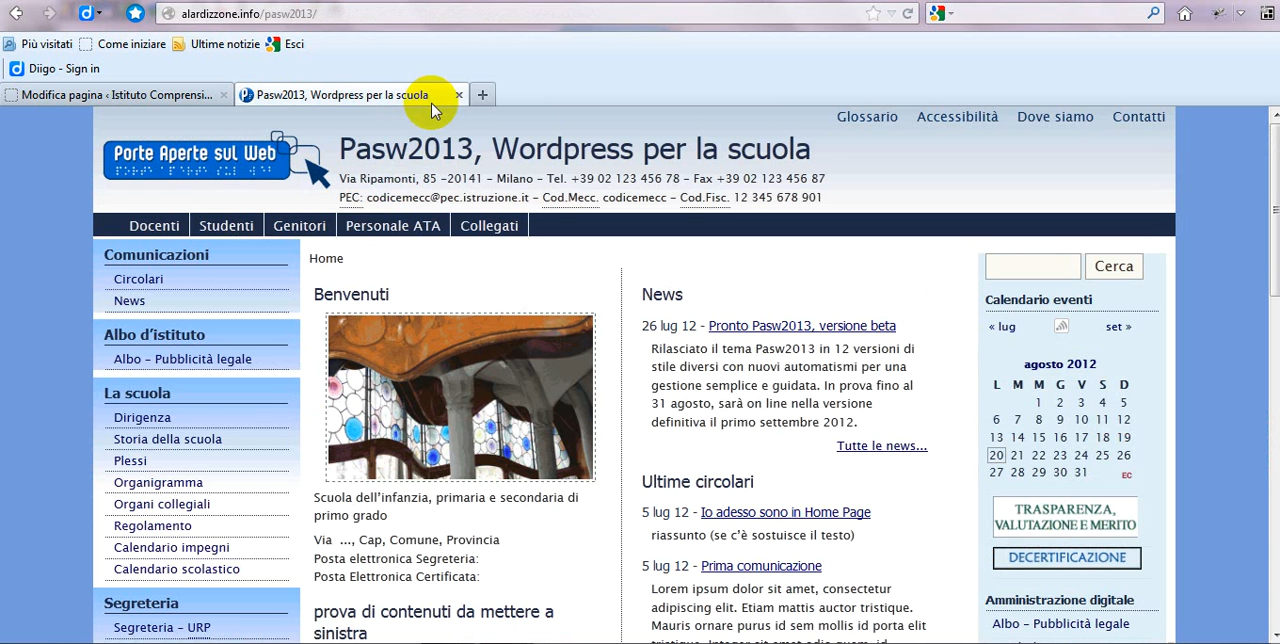 alardizzone.info/pasw2013/
Più visitati Come iniziare Ultime notizie Esci
Diigo - Sign in
Modifica pagina ‹ Istituto Comprensi... Pasw2013, Wordpress per la scuola
Glossario Accessibilità Dove siamo Contatti
Porte Aperte sul Web
Pasw2013, Wordpress per la scuola
Via Ripamonti, 85 -20141 – Milano – Tel. +39 02 123 456 78 – Fax +39 02 123 456 87
PEC: codicemecc@pec.istruzione.it – Cod.Mecc. codicemecc – Cod.Fisc. 12 345 678 901
Docenti Studenti Genitori Personale ATA Collegati
Comunicazioni
Circolari
News
Albo d'istituto
Albo – Pubblicità legale
La scuola
Dirigenza
Storia della scuola
Plessi
Organigramma
Organi collegiali
Regolamento
Calendario impegni
Calendario scolastico
Segreteria
Segreteria – URP
Home
Benvenuti
Scuola dell'infanzia, primaria e secondaria di
primo grado
Via ..., Cap, Comune, Provincia
Posta elettronica Segreteria:
Posta Elettronica Certificata:
prova di contenuti da mettere a
sinistra
News
26 lug 12 - Pronto Pasw2013, versione beta
Rilasciato il tema Pasw2013 in 12 versioni di
stile diversi con nuovi automatismi per una
gestione semplice e guidata. In prova fino al
31 agosto, sarà on line nella versione
definitiva il primo settembre 2012.
Tutte le news...
Ultime circolari
5 lug 12 - Io adesso sono in Home Page
riassunto (se c'è sostituisce il testo)
5 lug 12 - Prima comunicazione
Lorem ipsum dolor sit amet, consectetur
adipiscing elit. Etiam mattis auctor tristique.
Mauris ornare purus id sem mollis id porta elit
Cerca
Calendario eventi
« lug set »
agosto 2012
L M M G V S D
1 2 3 4 5
6 7 8 9 10 11 12
13 14 15 16 17 18 19
20 21 22 23 24 25 26
27 28 29 30 31 EC
TRASPARENZA,
VALUTAZIONE E MERITO
DECERTIFICAZIONE
Amministrazione digitale
Albo – Pubblicità legale